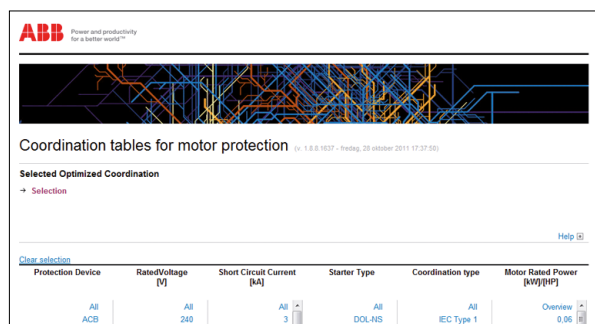 ABB
Power and productivity
for a better world™
Coordination tables for motor protection (v. 1.8.0.1637 - fredag, 28 oktober 2011 17:37:50)
Selected Optimized Coordination
→ Selection
Help
Clear selection
Protection Device RatedVoltage [V] Short Circuit Current [kA] Starter Type Coordination type Motor Rated Power [kW]/[HP]
All All All All All Overview
ACB 240 3 DOL-NS IEC Type 1 0,06